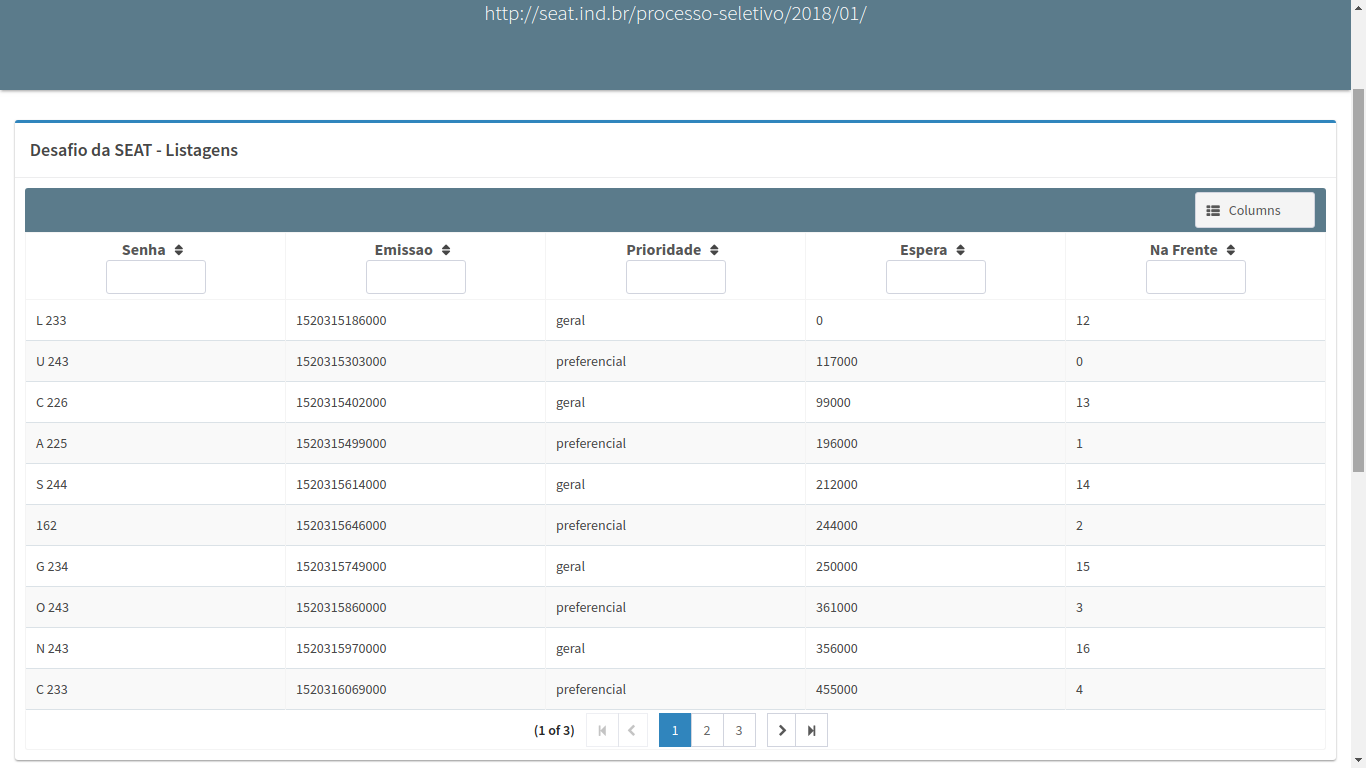 http://seat.ind.br/processo-seletivo/2018/01/
Desafio da SEAT - Listagens
Columns
Senha Emissao Prioridade Espera Na Frente
L 233 1520315186000 geral 0 12
U 243 1520315303000 preferencial 117000 0
C 226 1520315402000 geral 99000 13
A 225 1520315499000 preferencial 196000 1
S 244 1520315614000 geral 212000 14
162 1520315646000 preferencial 244000 2
G 234 1520315749000 geral 250000 15
O 243 1520315860000 preferencial 361000 3
N 243 1520315970000 geral 356000 16
C 233 1520316069000 preferencial 455000 4
(1 of 3) 1 2 3